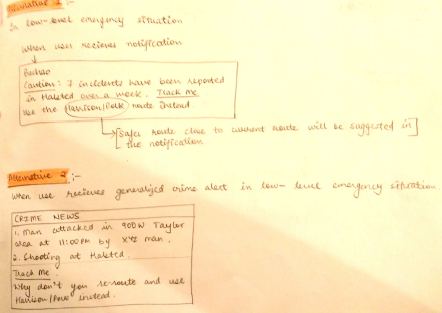 Alternative 1 :-
In low-level emergency situation
When user recieves notification
Bachao
Caution : 7 incidents have been reported
in Halsted over a week. Track Me
Use the Harrison/Polk route instead
Safer route close to current route will be suggested in
the notification
Alternative 2 :-
When use recieves generalized crime alert in low-level emergency situation.
CRIME NEWS
1. Man attacked in 900W Taylor
area at 11:00PM by XYZ man.
2. Shooting at Halsted.
Track Me
Why don't you re-route and use
Harrison/Polk instead.